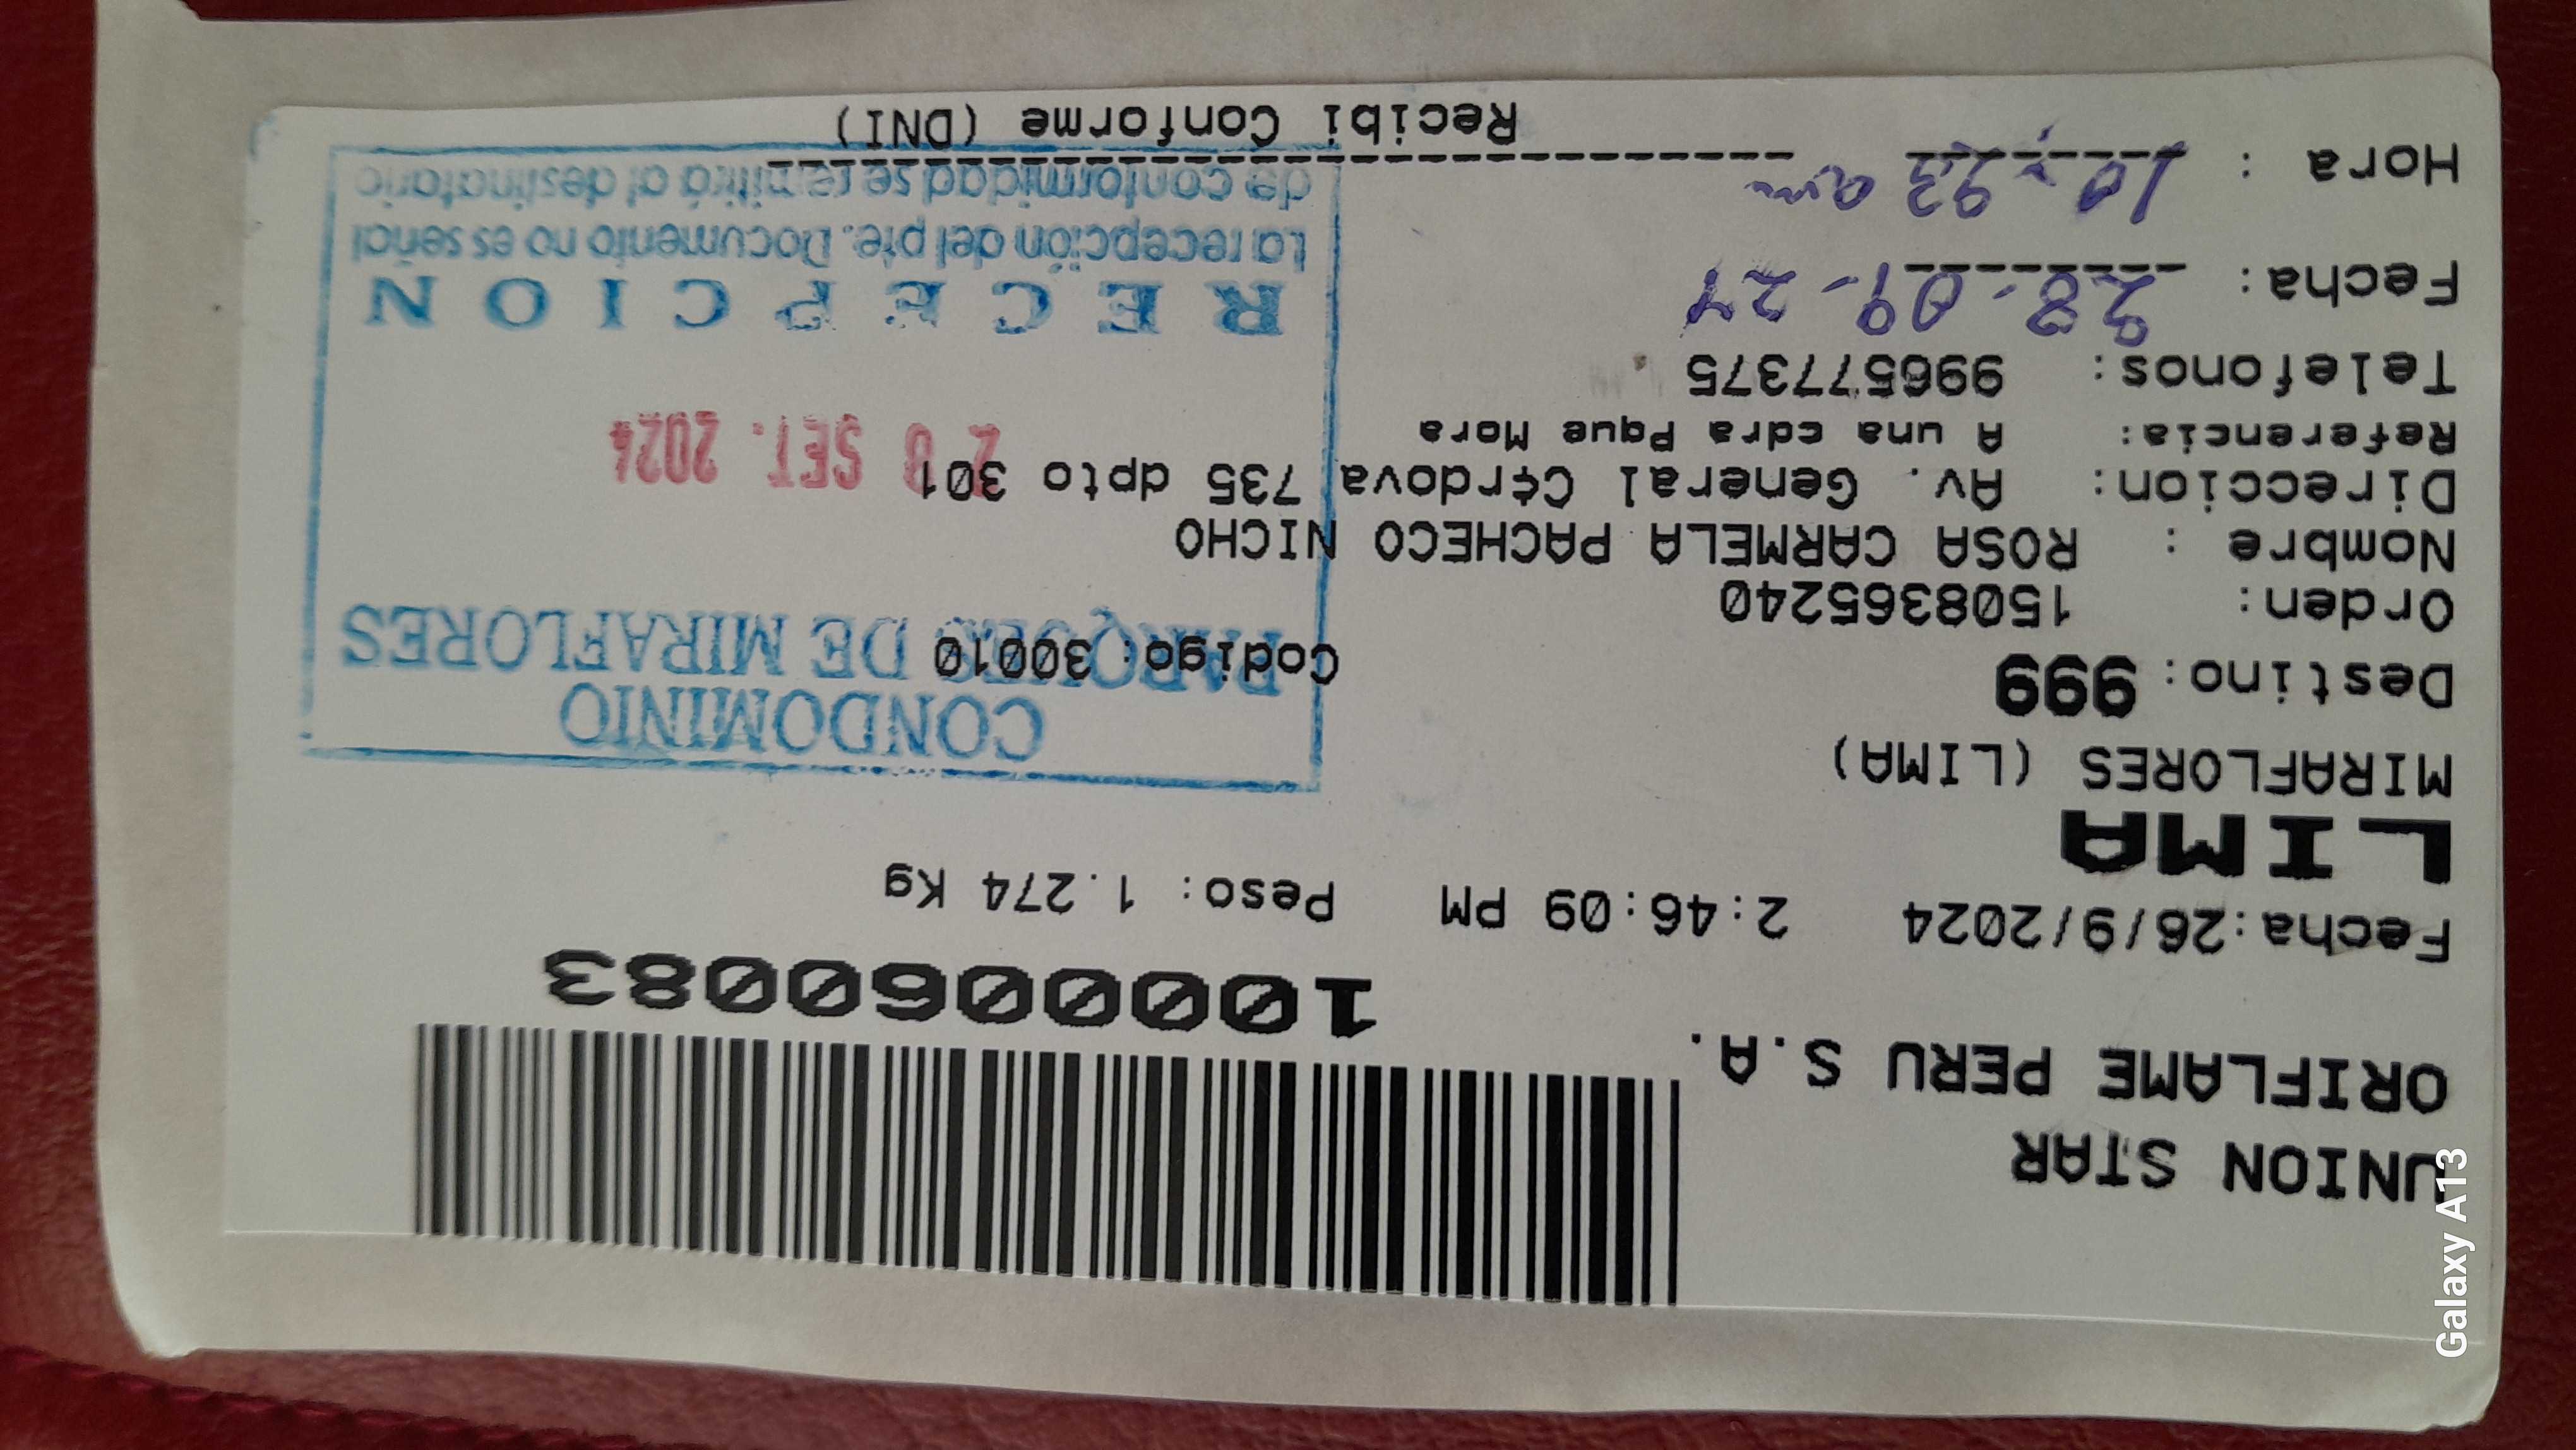 UNION STAR
ORIFLAME PERU S.A.
10000600083
Fecha:26/9/2024 2:46:09 PM Peso: 1.274 Kg
LIMA
MIRAFLORES (LIMA)
CONDOMINIO
PARQUES DE MIRAFLORES
Destino: 999 Codigo: 30010
Orden: 1508365240
Nombre : ROSA CARMELA PACHECO NICHO
Direccion: Av. General C¢rdova 735 dpto 301
28 SET. 2024
Referencia: A una cdra Pque Mora
Telefonos: 996577375
Fecha: 28-09-24
RECEPCION
La recepción del pte. Documento no es señal
de conformidad se remitirá al destinatario
Hora : 10:23 am
Recibi Conforme (DNI)
Galaxy A13